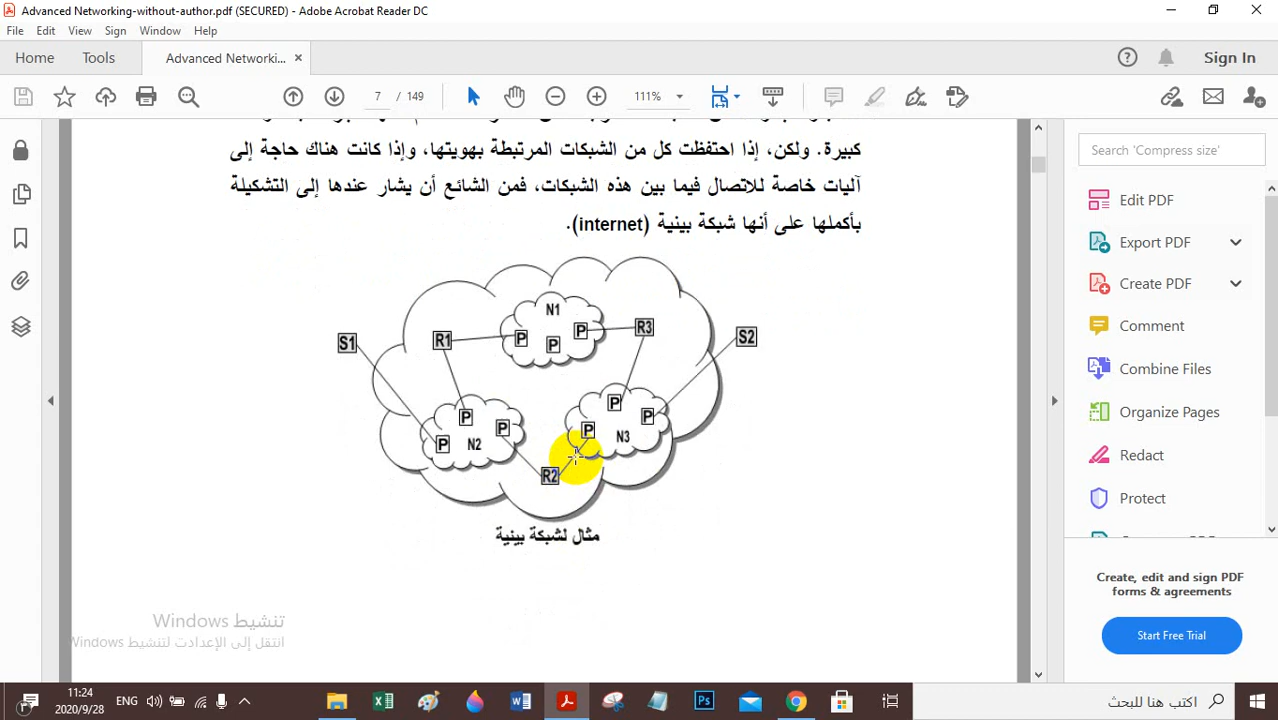 Advanced Networking-without-author.pdf (SECURED) - Adobe Acrobat Reader DC
File Edit View Sign Window Help
Home Tools Advanced Networki... × Sign In
7 / 149 111%
كبيرة. ولكن، إذا احتفظت كل من الشبكات المرتبطة بهويتها، وإذا كانت هناك حاجة إلى
آليات خاصة للاتصال فيما بين هذه الشبكات، فمن الشائع أن يشار عندها إلى التشكيلة
بأكملها على أنها شبكة بينية (internet).
N1
S1 R1 P P P R3 S2
P P P P
P N2 P N3
R2
مثال لشبكة بينية
تنشيط Windows
انتقل إلى الإعدادت لتنشيط Windows
Search 'Compress size'
Edit PDF
Export PDF
Create PDF
Comment
Combine Files
Organize Pages
Redact
Protect
Create, edit and sign PDF
forms & agreements
Start Free Trial
11:24
2020/9/28
ENG
اكتب هنا للبحث